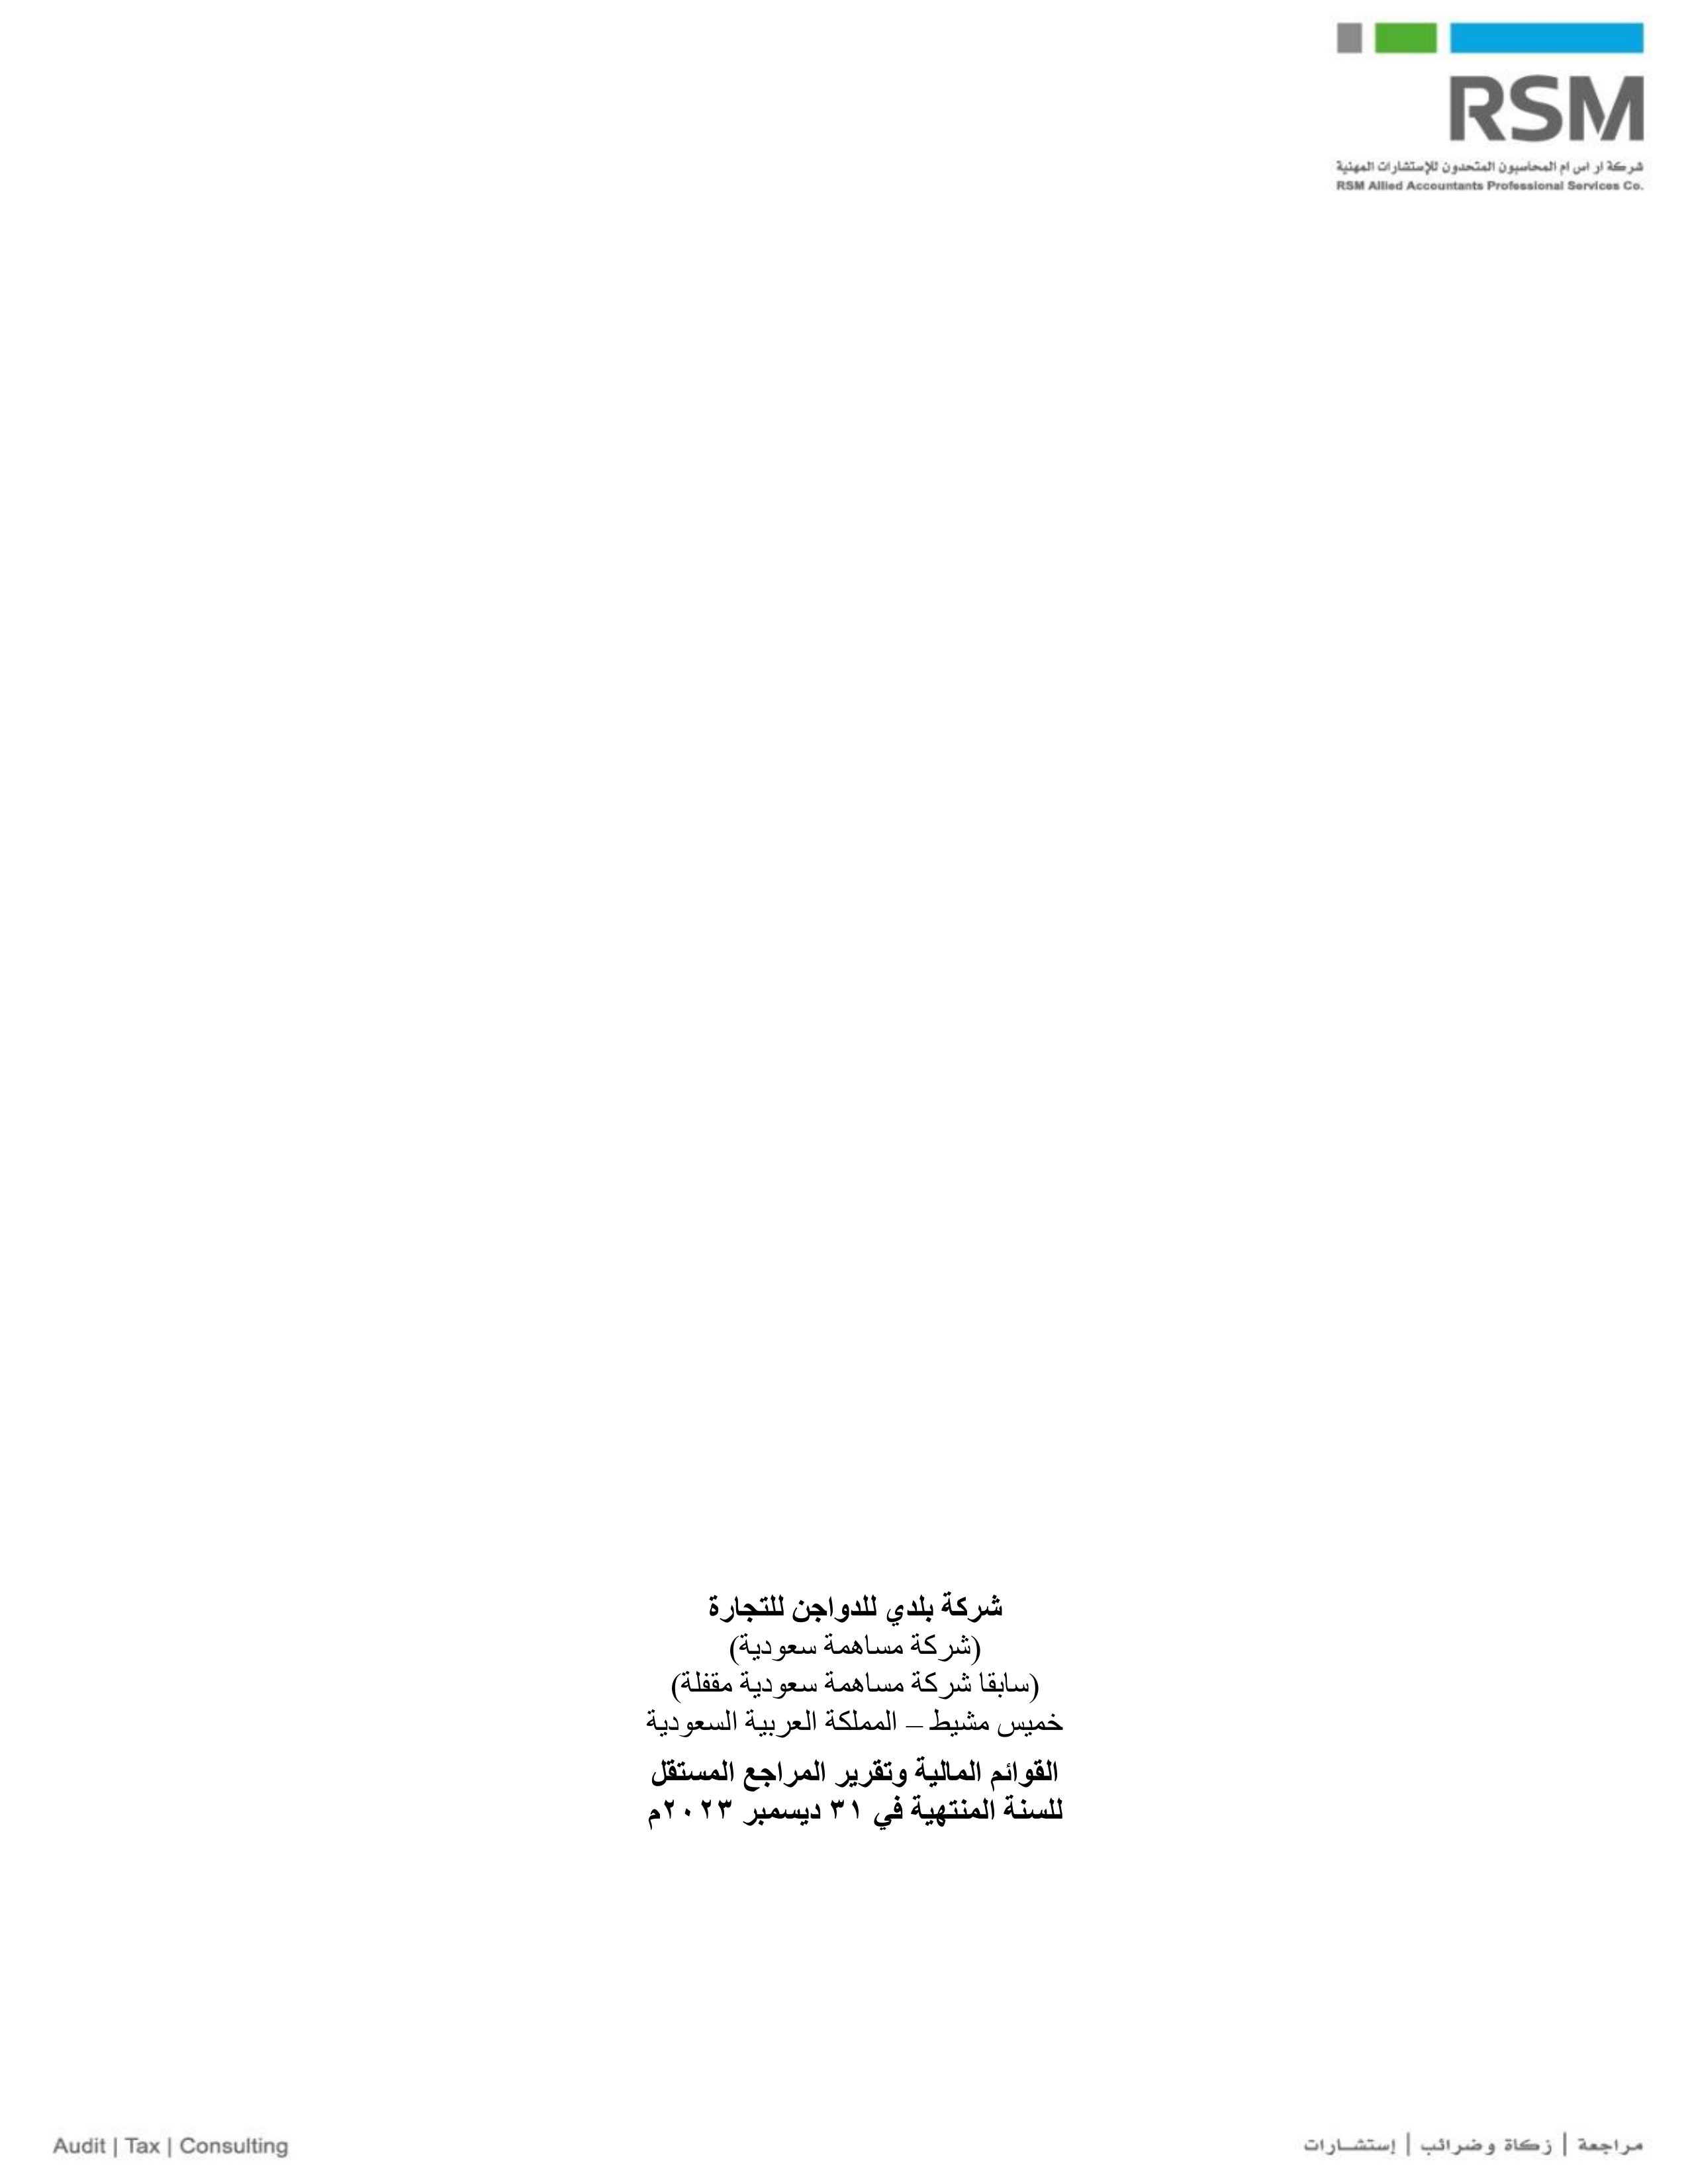 RSM
شركة ار اس ام المحاسبون المتحدون للإستشارات المهنية
RSM Allied Accountants Professional Services Co.
شركة بلدي للدواجن للتجارة
(شركة مساهمة سعودية)
(سابقا شركة مساهمة سعودية مقفلة)
خميس مشيط – المملكة العربية السعودية
القوائم المالية وتقرير المراجع المستقل
للسنة المنتهية في ٣١ ديسمبر ٢٠٢٣م
مراجعة | زكاة وضرائب | إستشــارات
Audit | Tax | Consulting